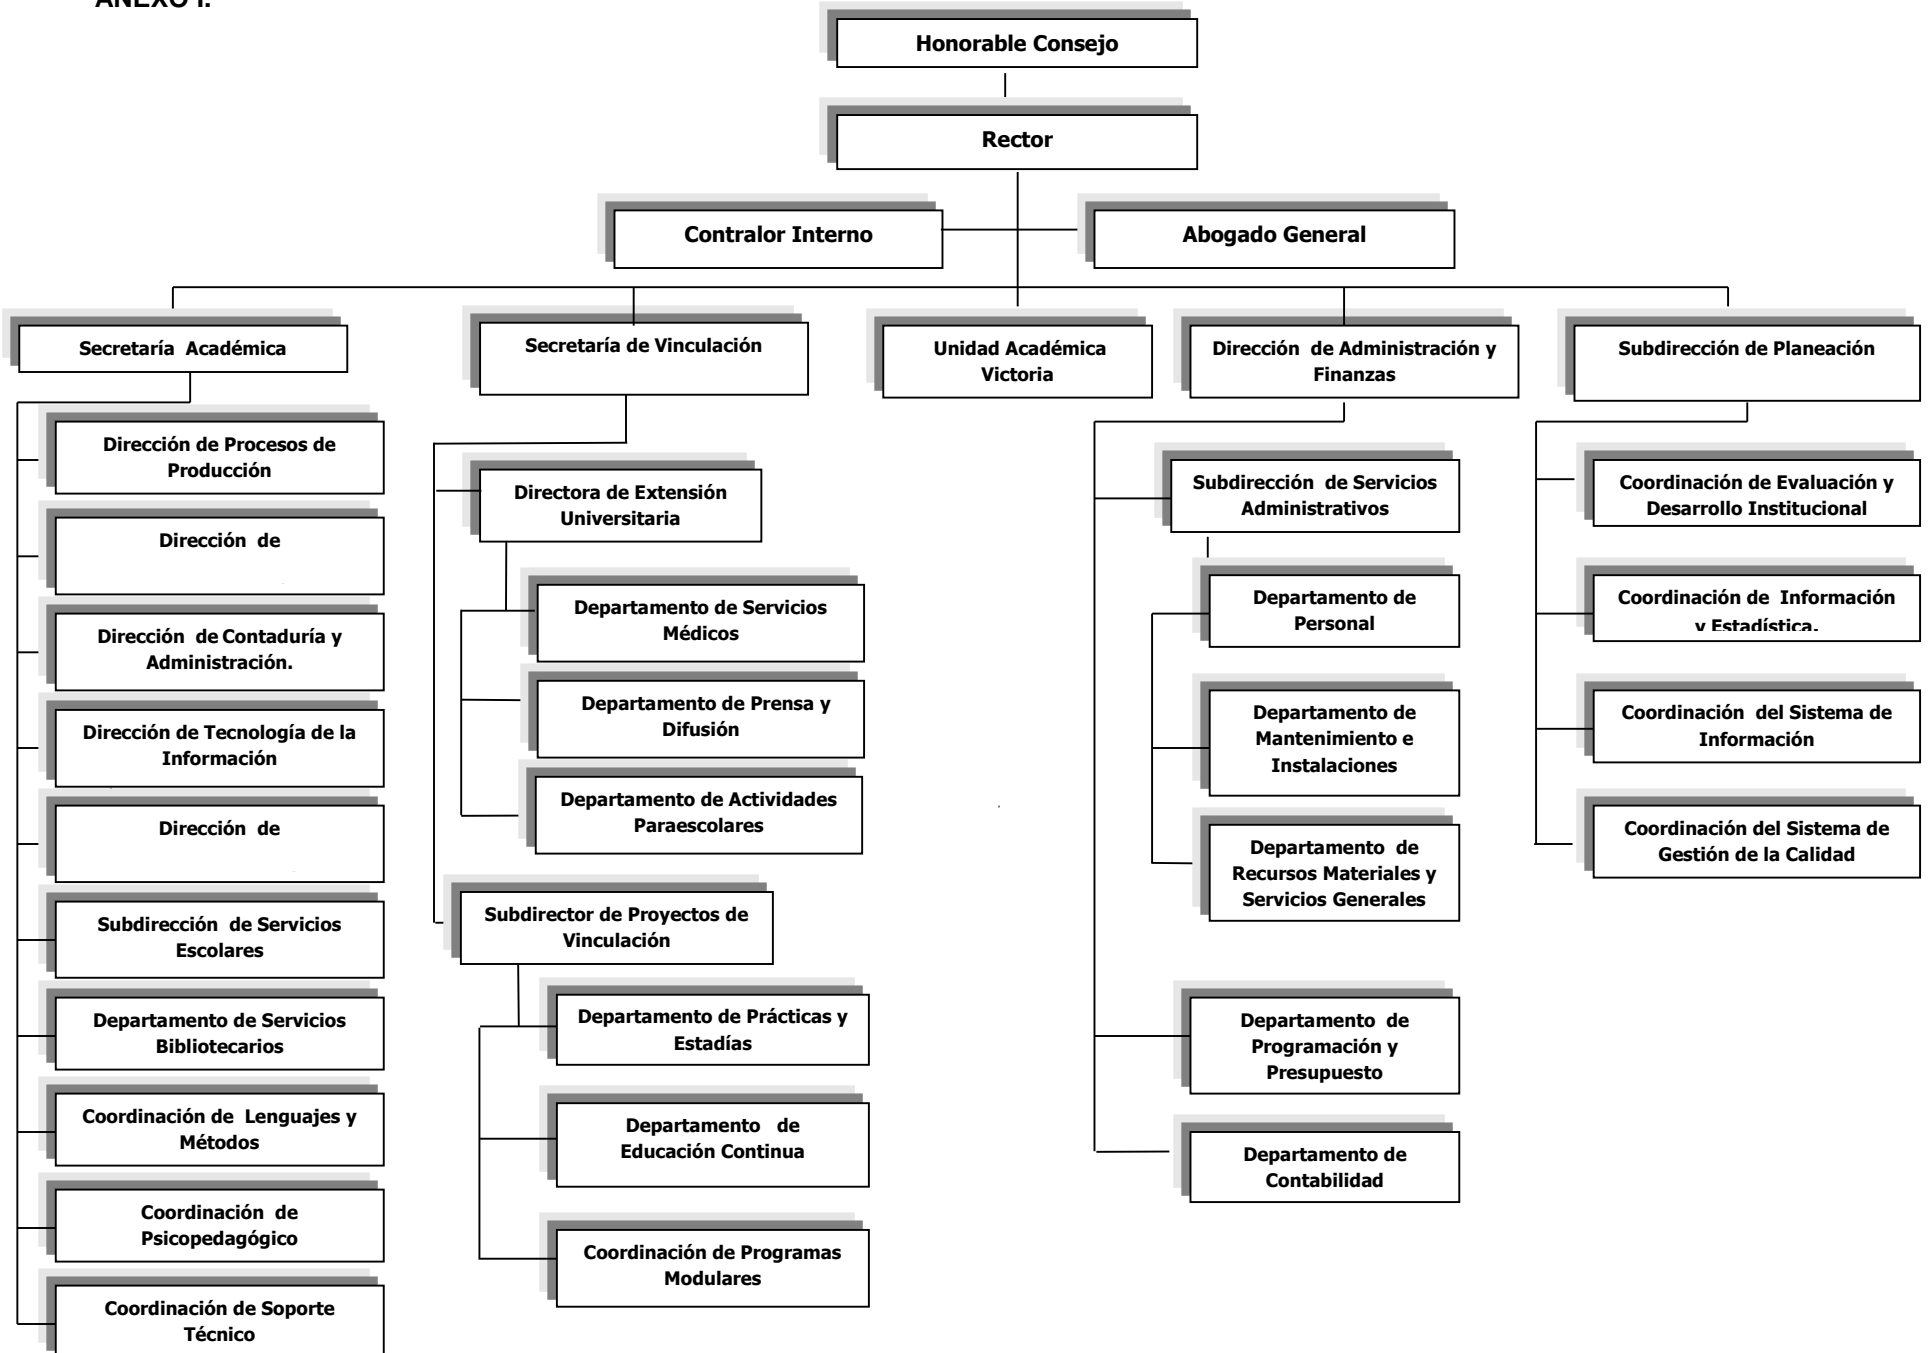 ANEXO I.
Honorable Consejo
Rector
Contralor Interno
Abogado General
Secretaría Académica
Secretaría de Vinculación
Unidad Académica
Victoria
Dirección de Administración y
Finanzas
Subdirección de Planeación
Dirección de Procesos de
Producción
Dirección de
Dirección de Contaduría y
Administración.
Dirección de Tecnología de la
Información
Dirección de
Subdirección de Servicios
Escolares
Departamento de Servicios
Bibliotecarios
Coordinación de Lenguajes y
Métodos
Coordinación de
Psicopedagógico
Coordinación de Soporte
Técnico
Directora de Extensión
Universitaria
Departamento de Servicios
Médicos
Departamento de Prensa y
Difusión
Departamento de Actividades
Paraescolares
Subdirector de Proyectos de
Vinculación
Departamento de Prácticas y
Estadías
Departamento de
Educación Continua
Coordinación de Programas
Modulares
Subdirección de Servicios
Administrativos
Departamento de
Personal
Departamento de
Mantenimiento e
Instalaciones
Departamento de
Recursos Materiales y
Servicios Generales
Departamento de
Programación y
Presupuesto
Departamento de
Contabilidad
Coordinación de Evaluación y
Desarrollo Institucional
Coordinación de Información
y Estadística.
Coordinación del Sistema de
Información
Coordinación del Sistema de
Gestión de la Calidad